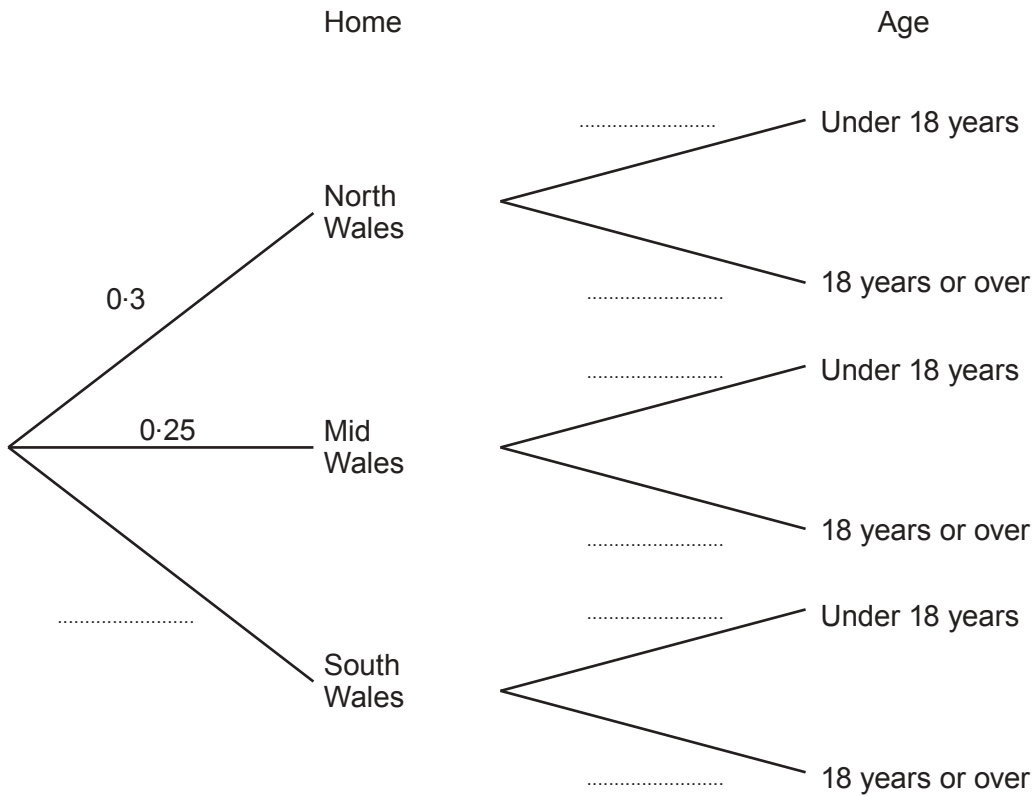 Home
Age
Under 18 years
North
Wales
18 years or over
0·3
Under 18 years
0·25
Mid
Wales
18 years or over
Under 18 years
South
Wales
18 years or over